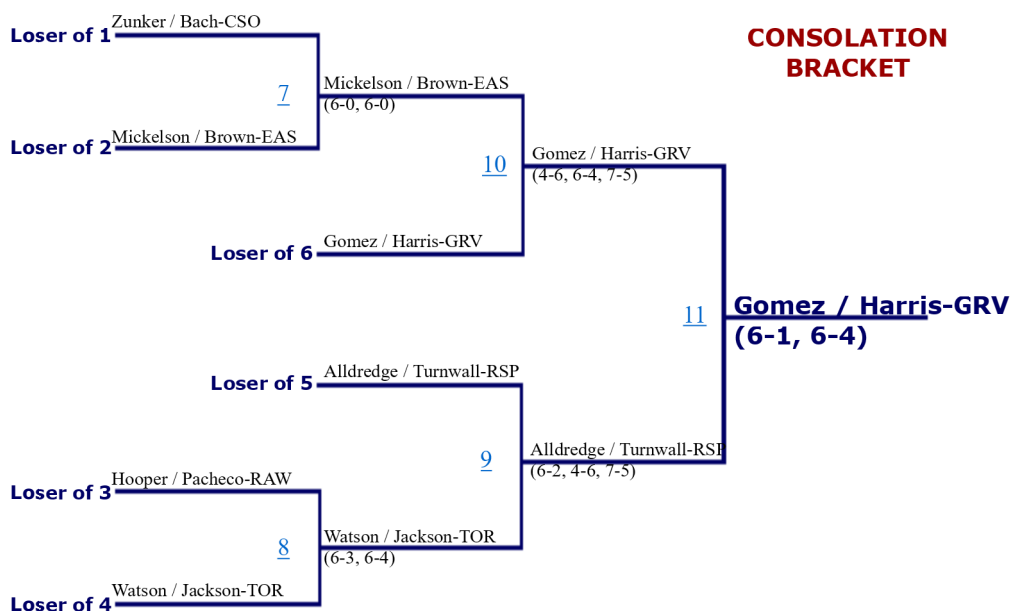 Zunker / Bach-CSO
Loser of 1
CONSOLATION
BRACKET
7
Mickelson / Brown-EAS
(6-0, 6-0)
Mickelson / Brown-EAS
Loser of 2
10
Gomez / Harris-GRV
(4-6, 6-4, 7-5)
Gomez / Harris-GRV
Loser of 6
11
Gomez / Harris-GRV
(6-1, 6-4)
Alldredge / Turnwall-RSP
Loser of 5
9
Alldredge / Turnwall-RSP
(6-2, 4-6, 7-5)
Hooper / Pacheco-RAW
Loser of 3
8
Watson / Jackson-TOR
(6-3, 6-4)
Watson / Jackson-TOR
Loser of 4